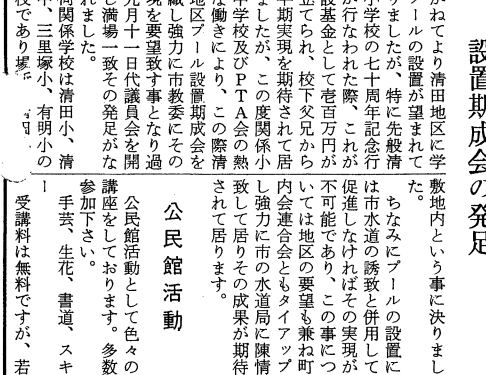 設置期成会の発足
かねてより清田地区に学
プールの設置が望まれて
りましたが、特に先般清
小学校の七十周年記念行
が行なわれた際、これが
設基金として壱百万円が
立てられ、校下父兄から
早期実現を期待されて居
ましたが、この度関係小
中学校及びPTA会の熱
な働きにより、この際清
地区プール設置期成会を
織し強力に市教委にその
現を要望致す事となり過
月十一日代議員会を開
し満場一致その発足がな
れました。
尚関係学校は清田小、清
中、三里塚小、有明小の
校であり場
敷地内という事に決りまし
た。
ちなみにプールの設置に
は市水道の誘致と併用して
促進しなければその実現が
不可能であり、この事につ
いては地区の要望も兼ね町
内会連合会ともタイアップ
し強力に市の水道局に陳情
致して居りその成果が期待
されて居ります。
公民館活動
公民館活動として色々の
講座をしております。多数
参加下さい。
手芸、生花、書道、スキ
ー
受講料は無料ですが、若